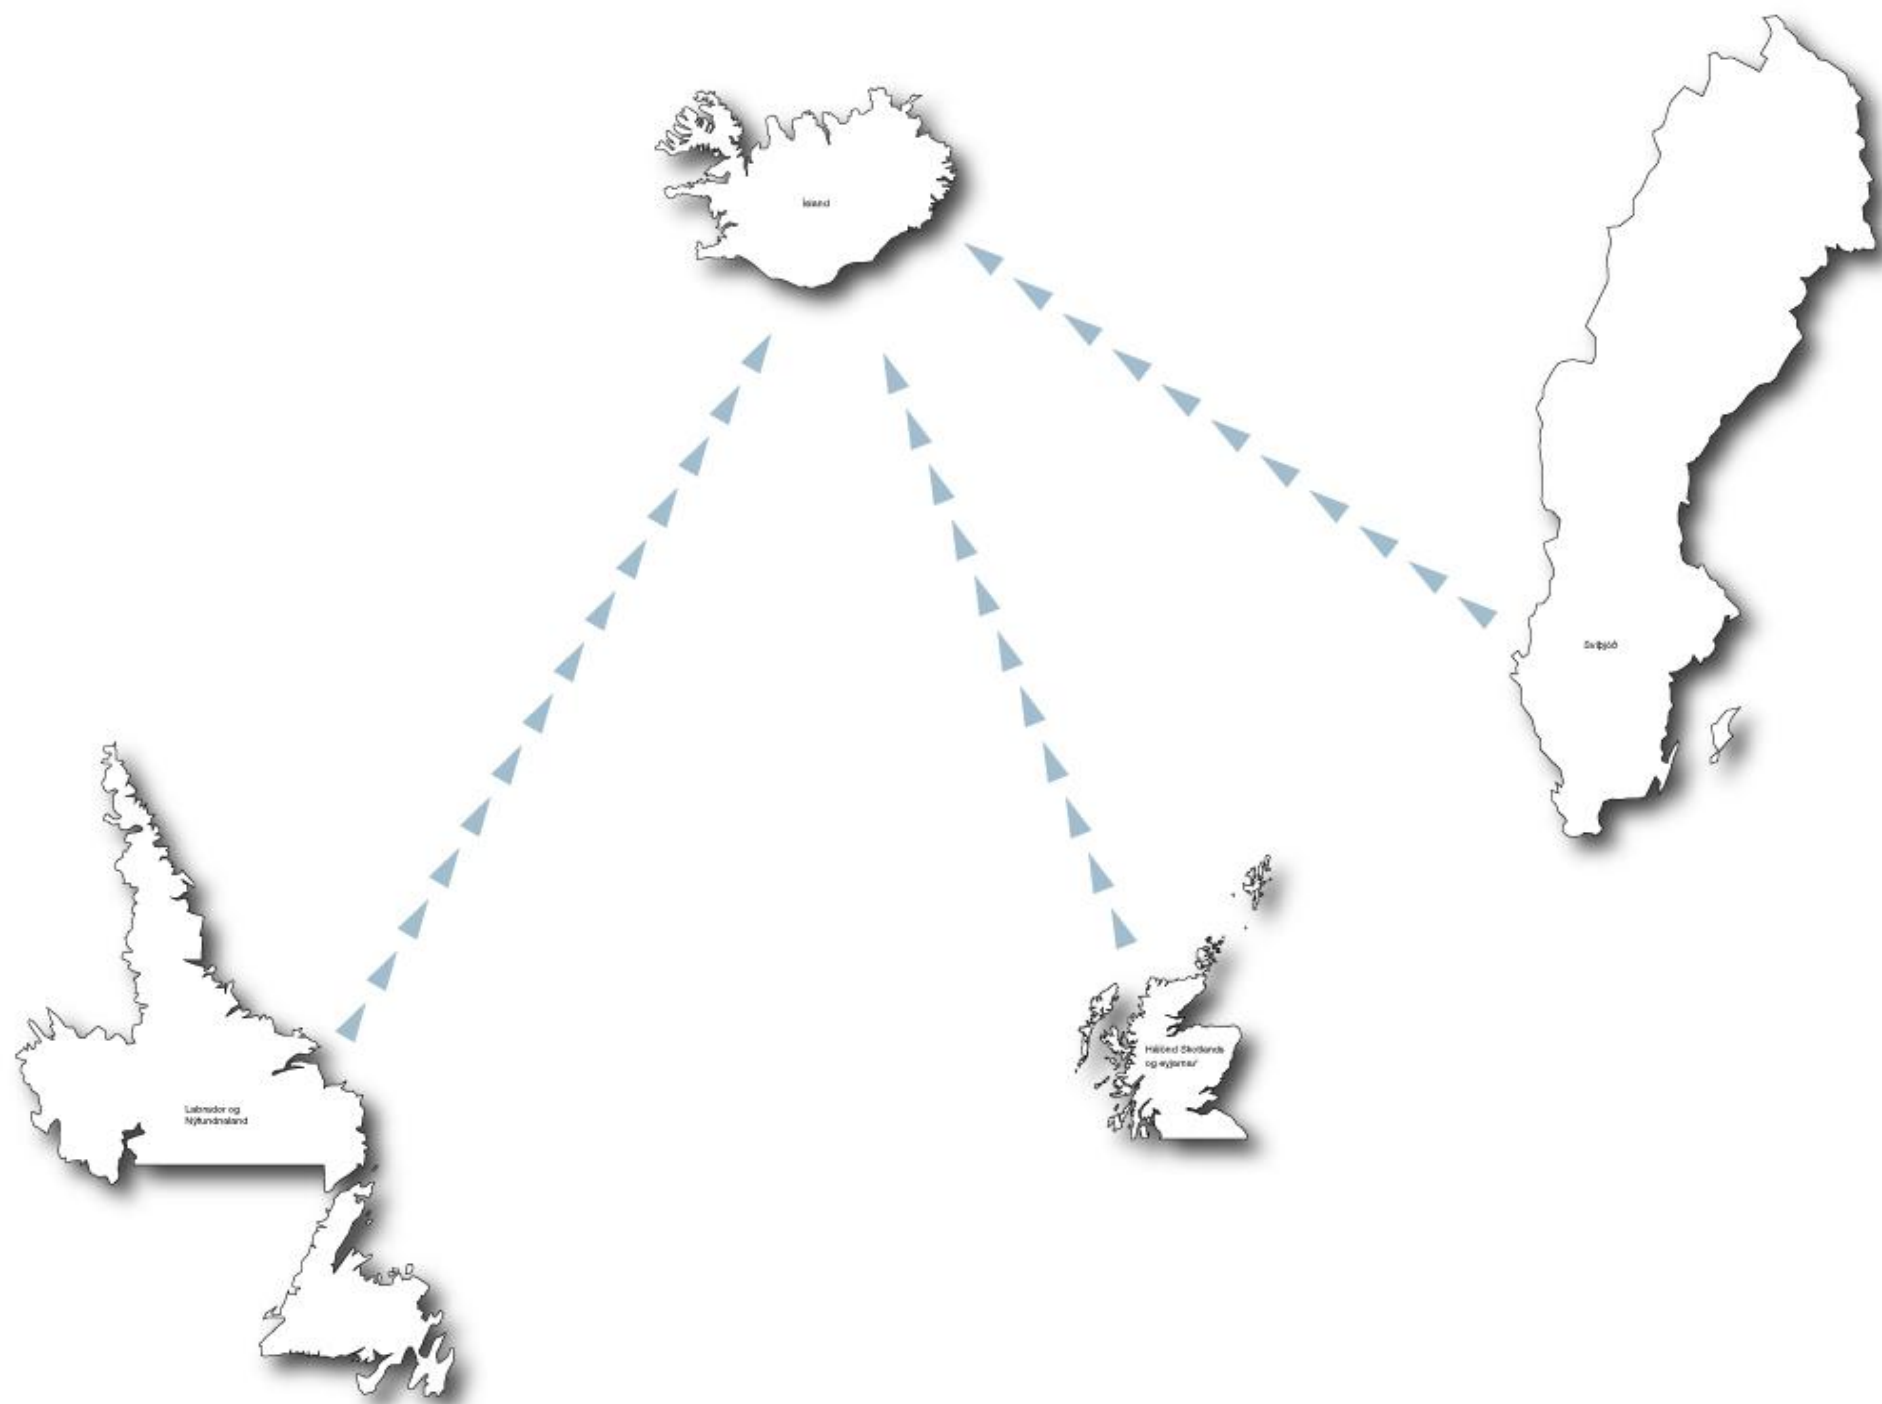 Ísland
Svíþjóð
Hálönd Skotlands
og eyjarnar
Labrador og
Nýfundnaland